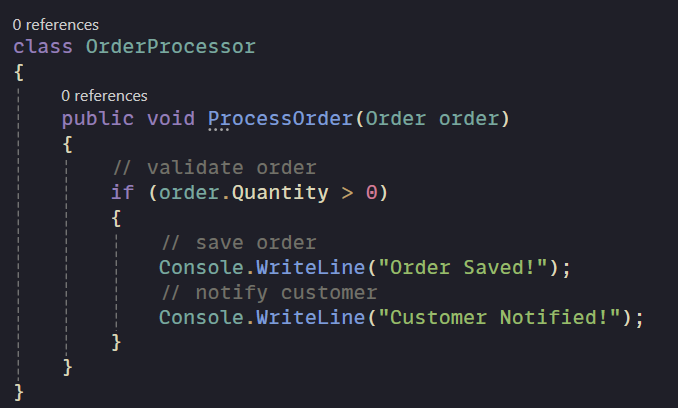 0 references
class OrderProcessor
{
0 references
public void ProcessOrder(Order order)
{
// validate order
if (order.Quantity > 0)
{
// save order
Console.WriteLine("Order Saved!");
// notify customer
Console.WriteLine("Customer Notified!");
}
}
}